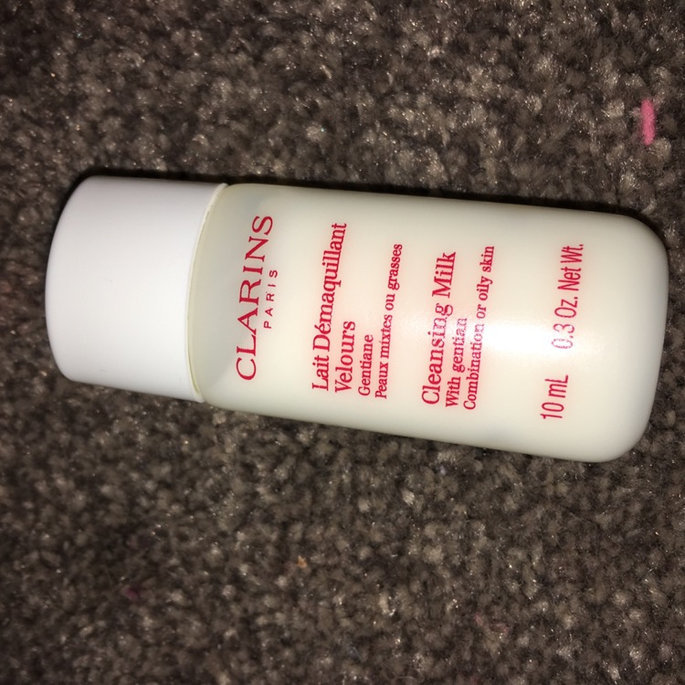 CLARINS
PARIS
Lait Démaquillant
Velours
Gentiane
Peaux mixtes ou grasses
Cleansing Milk
With gentian
Combination or oily skin
10 mL 0.3 Oz. Net Wt.